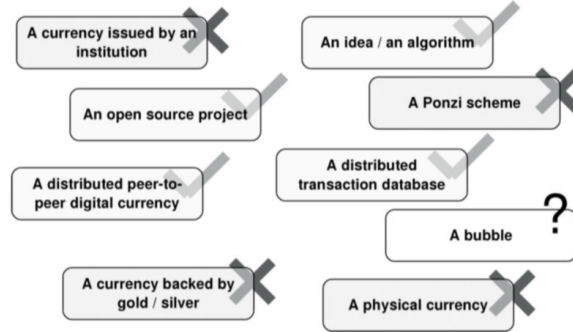 A currency issued by an
institution
An idea / an algorithm
A Ponzi scheme
An open source project
A distributed
transaction database
A distributed peer-to-
peer digital currency
?
A bubble
A currency backed by
gold / silver
A physical currency